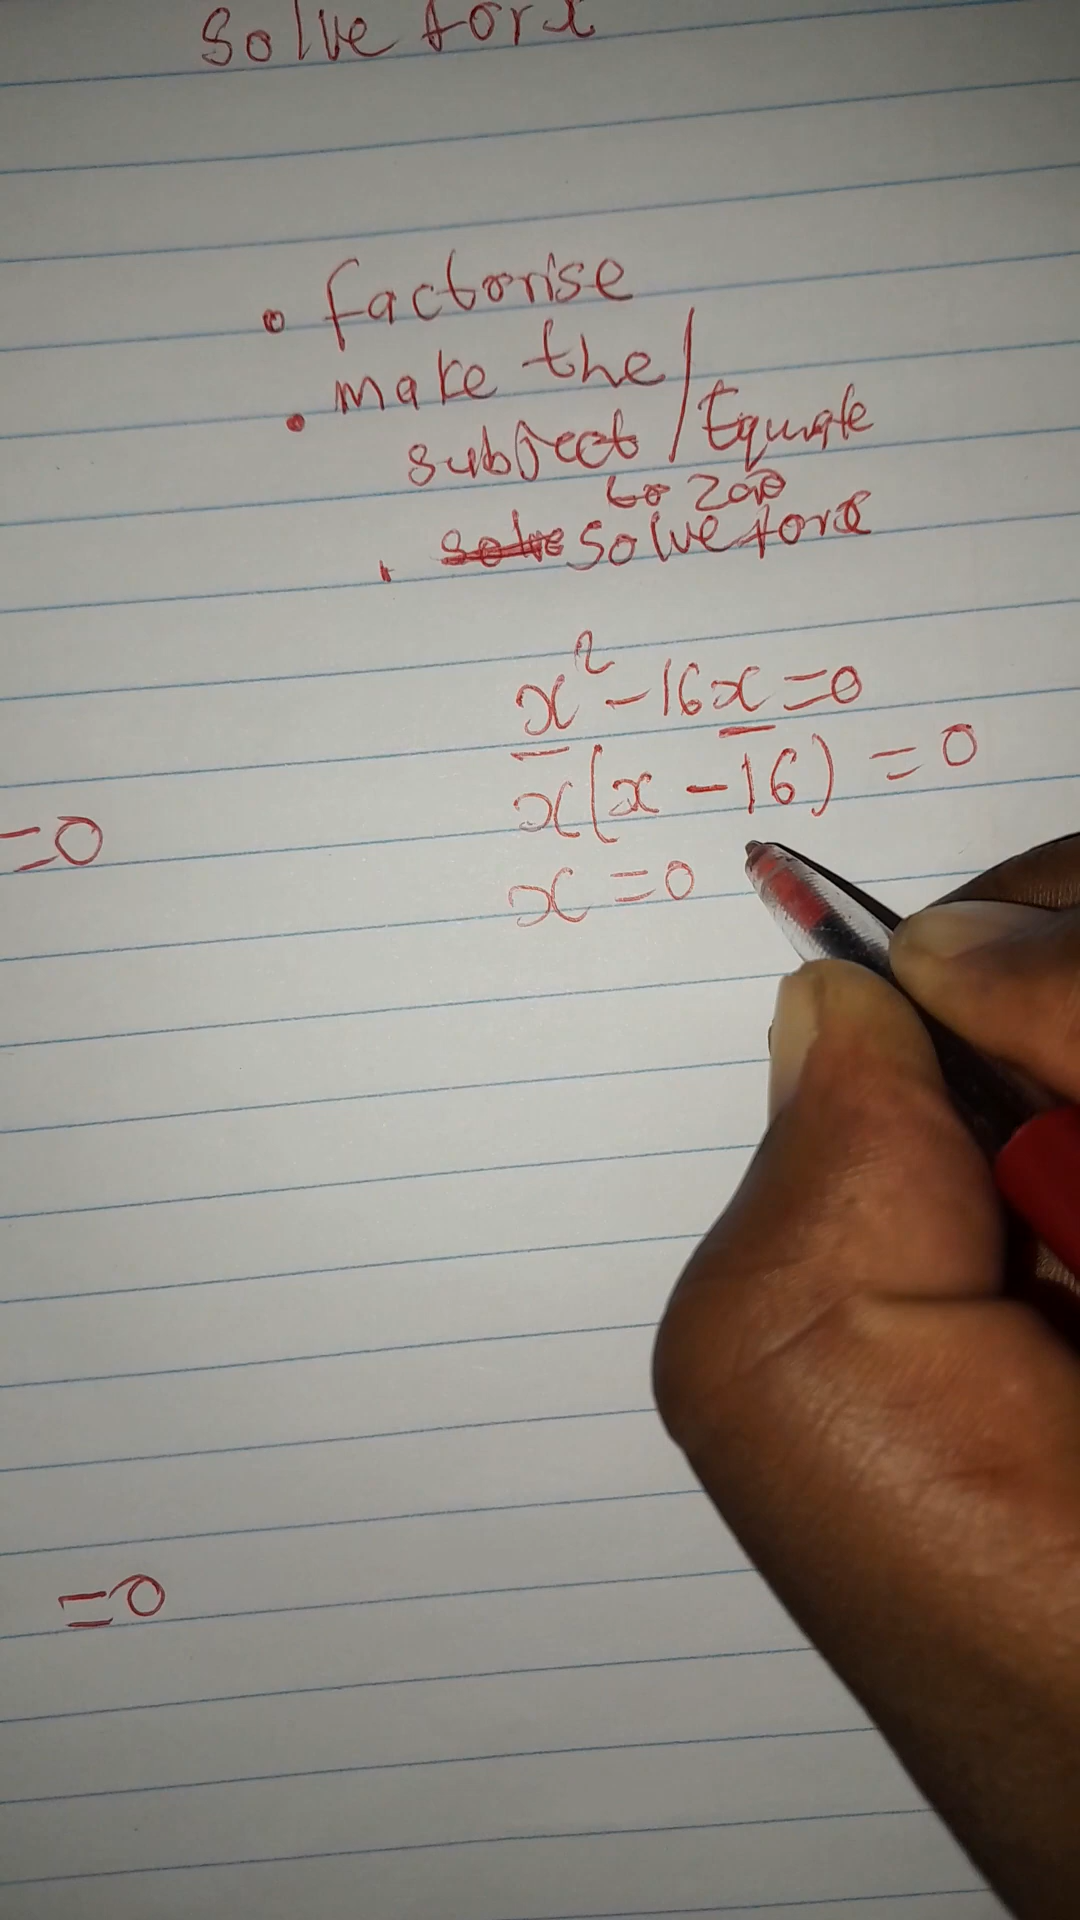 Solve for x
• factorise
• make the /
subject / Equate
to zero
. solve solve for x
x² - 16x = 0
x(x - 16) = 0
= 0
x = 0
= 0